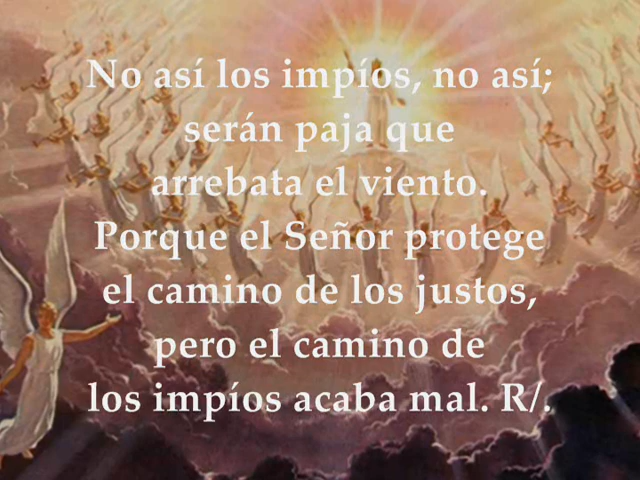 No así los impíos, no así;
serán paja que
arrebata el viento.
Porque el Señor protege
el camino de los justos,
pero el camino de
los impíos acaba mal. R/.